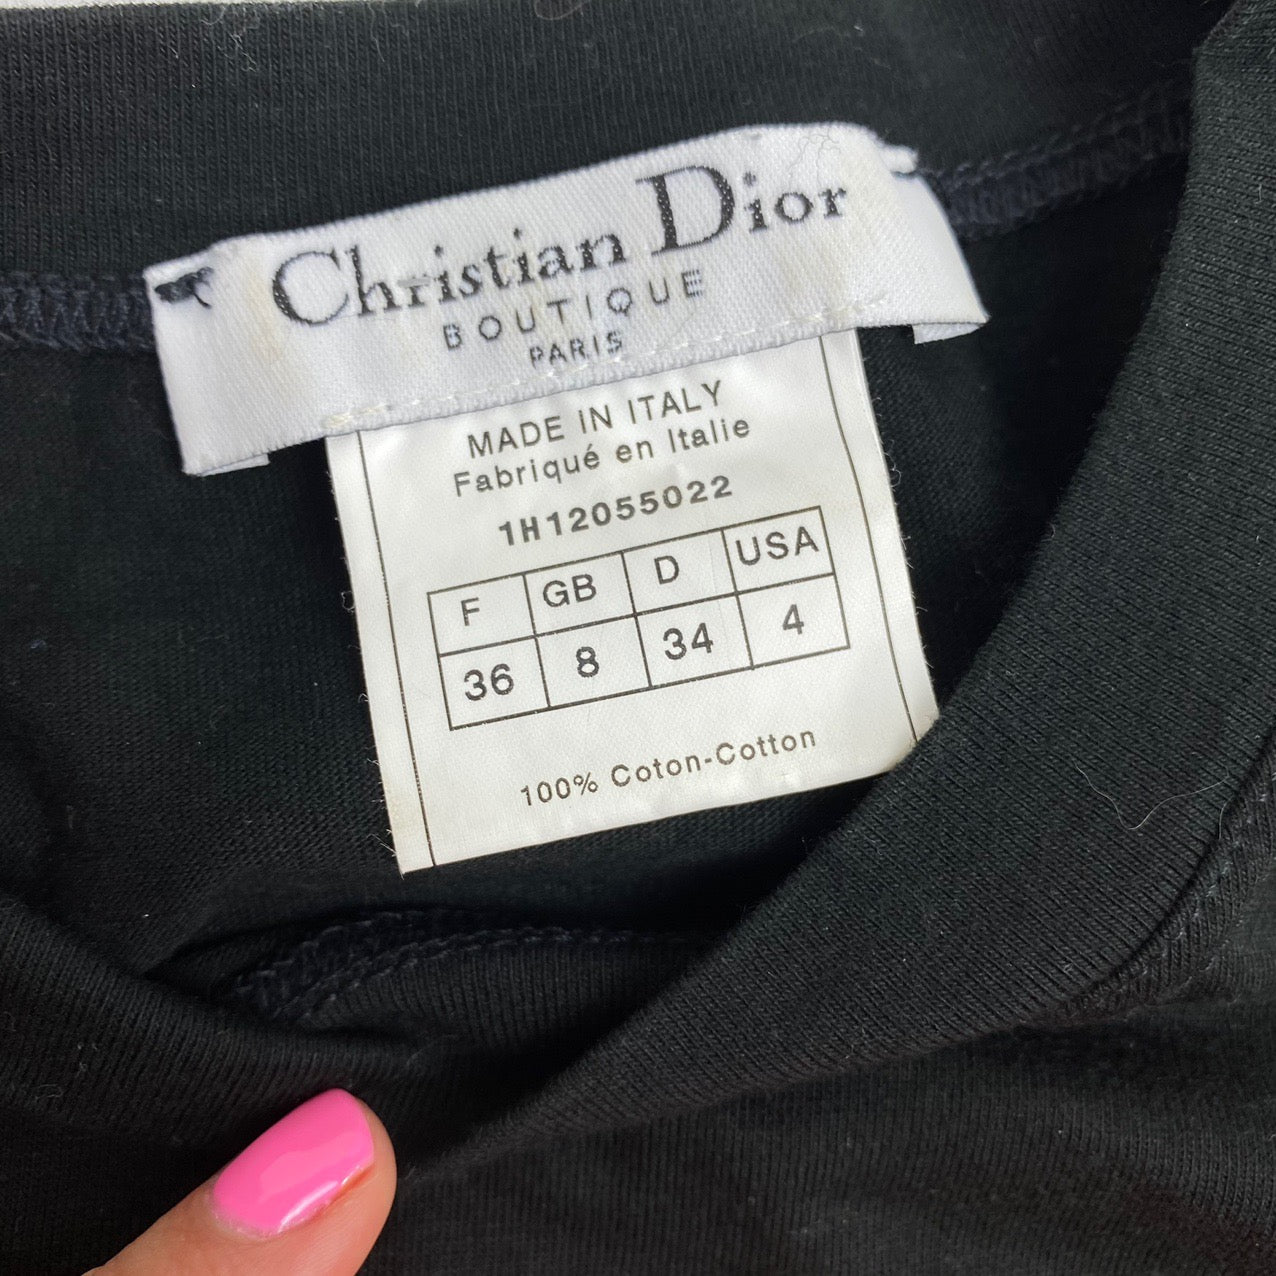 Christian Dior
BOUTIQUE
PARIS
MADE IN ITALY
Fabriqué en Italie
1H12055022
F GB D USA
36 8 34 4
100% Coton-Cotton